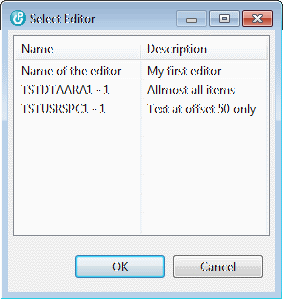 Select Editor
Name Description
Name of the editor My first editor
TSTDTAARA1 - 1 Allmost all items
TSTUSRSPC1 - 1 Text at offset 50 only
OK Cancel